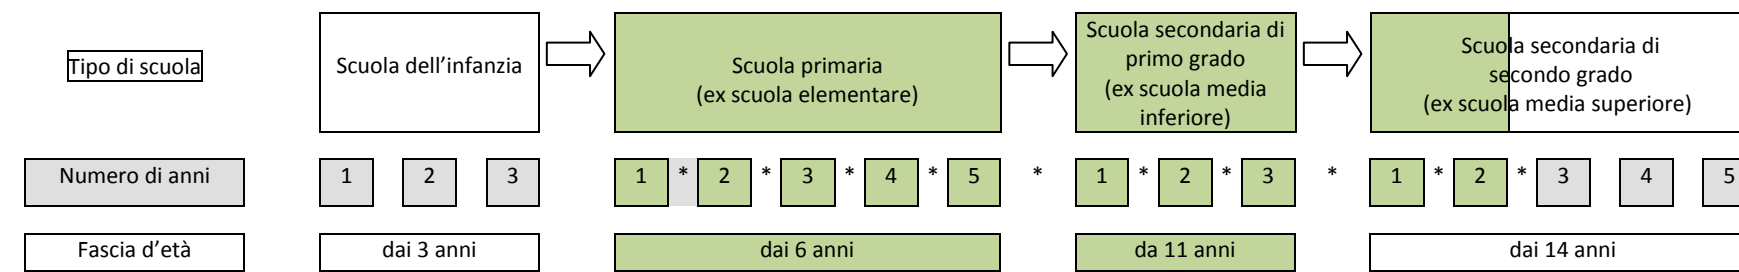 Tipo di scuola
Scuola dell'infanzia
Scuola primaria
(ex scuola elementare)
Scuola secondaria di
primo grado
(ex scuola media
inferiore)
Scuola secondaria di
secondo grado
(ex scuola media superiore)
Numero di anni 1 2 3 1 * 2 * 3 * 4 * 5 * 1 * 2 * 3 * 1 * 2 * 3 4 5
Fascia d'età dai 3 anni dai 6 anni da 11 anni dai 14 anni